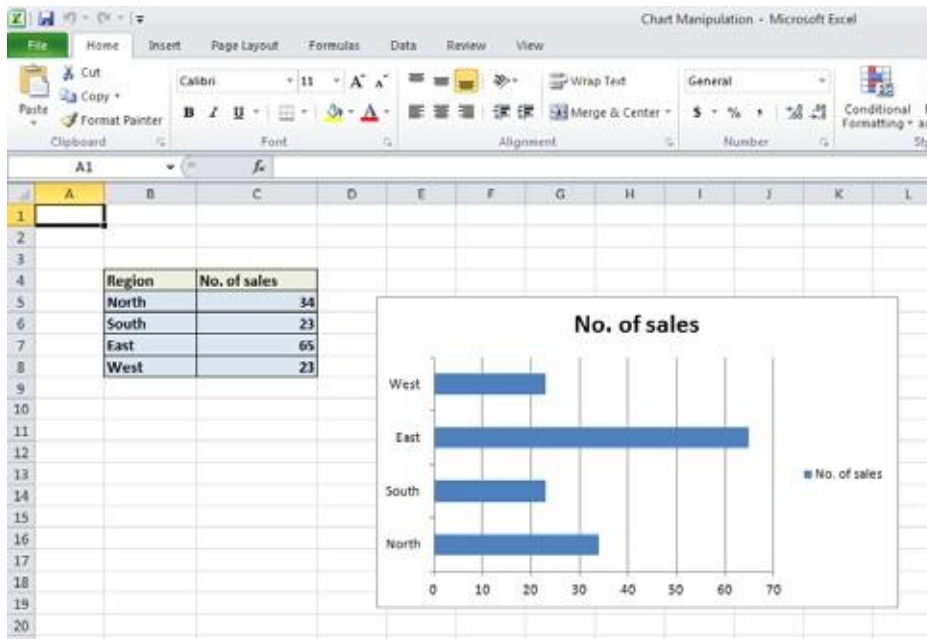 Chart Manipulation - Microsoft Excel
File Home Insert Page Layout Formulas Data Review View
Cut
Copy
Format Painter
Paste
Clipboard
Calibri 11 A A
B I U A
Font
Wrap Text
Merge & Center
Alignment
General
$ % ,
Number
Conditional
Formatting
A1 fx
A B C D E F G H I J K L
1
2
3
4 Region No. of sales
5 North 34
6 South 23
7 East 65
8 West 23
9
10
11
12
13
14
15
16
17
18
19
20
No. of sales
West
East
South
North
0 10 20 30 40 50 60 70
No. of sales